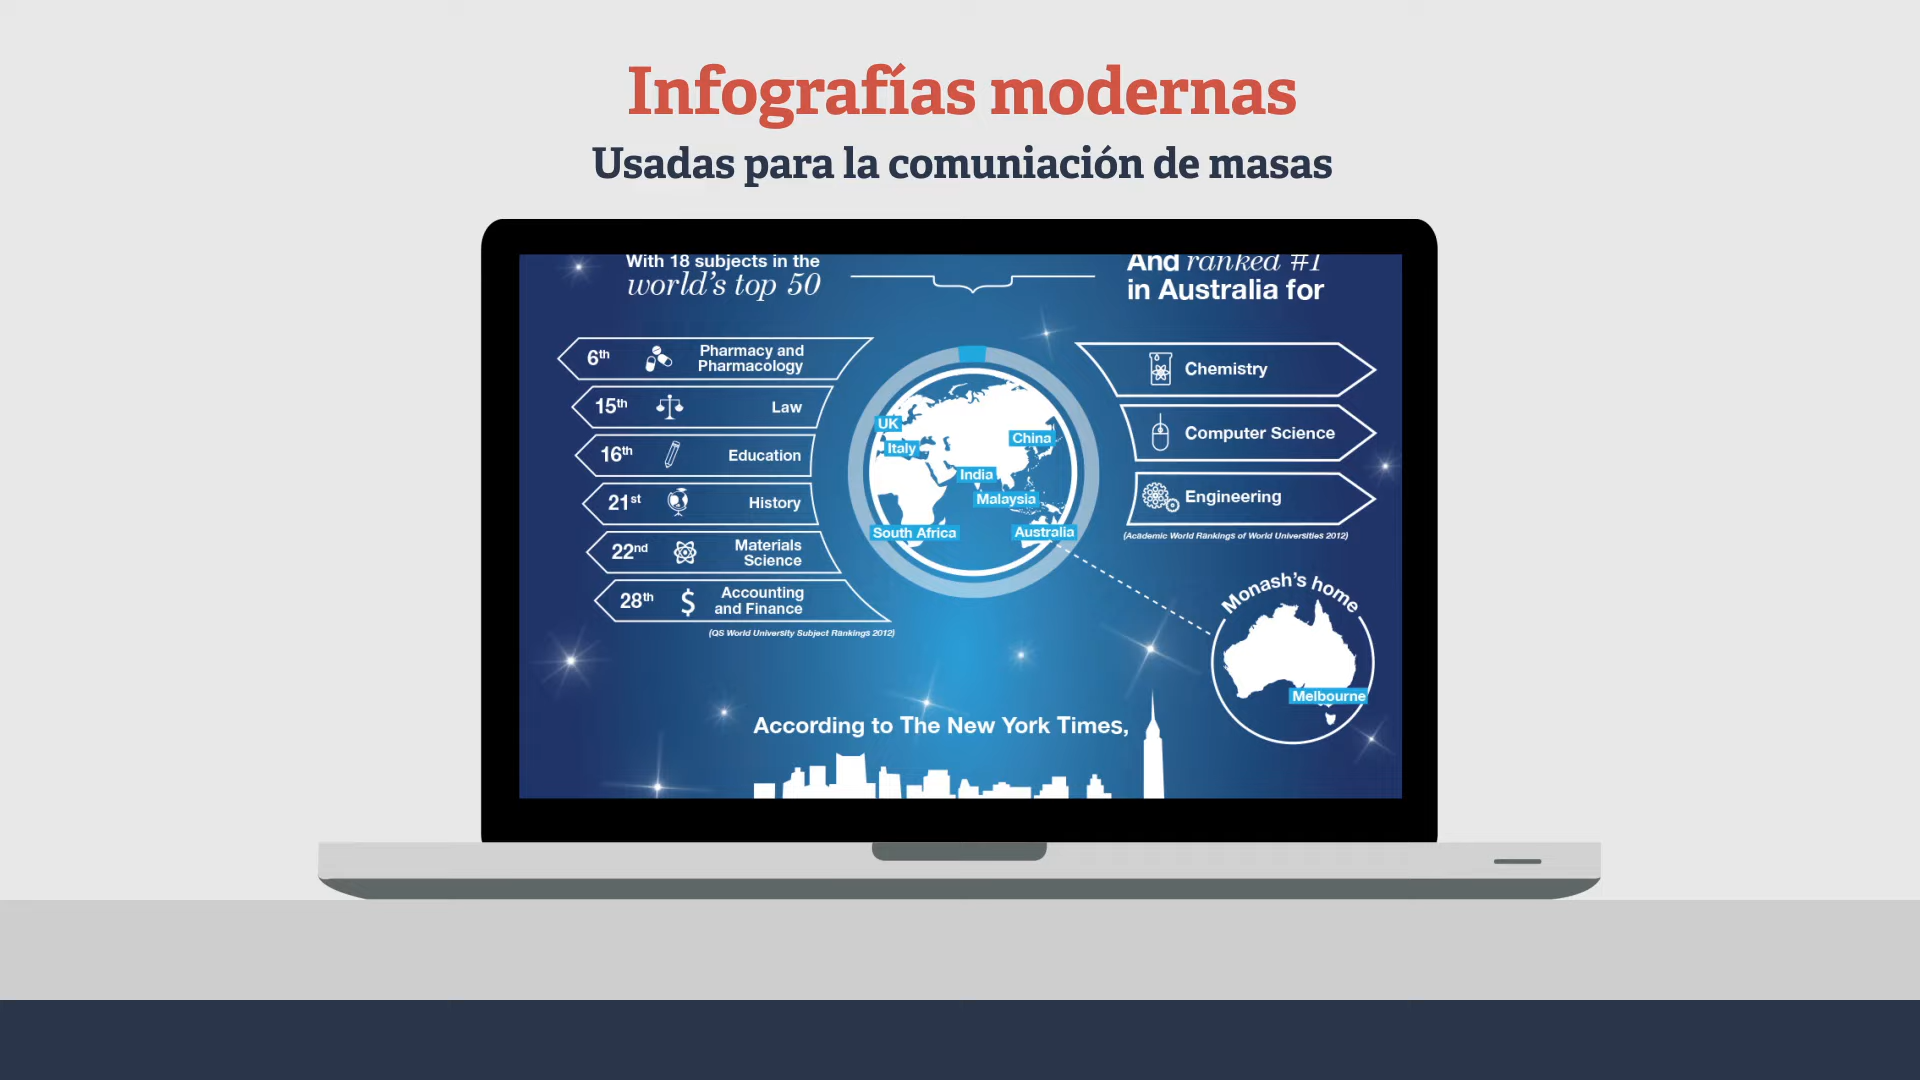 Infografías modernas
Usadas para la comuniación de masas
With 18 subjects in the
world's top 50
And ranked #1
in Australia for
6th Pharmacy and
Pharmacology
15th Law
16th Education
21st History
22nd Materials
Science
28th $ Accounting
and Finance
(QS World University Subject Rankings 2012)
UK
Italy
China
India
Malaysia
South Africa
Australia
Chemistry
Computer Science
Engineering
(Academic World Rankings of World Universities 2012)
Monash's home
Melbourne
According to The New York Times,